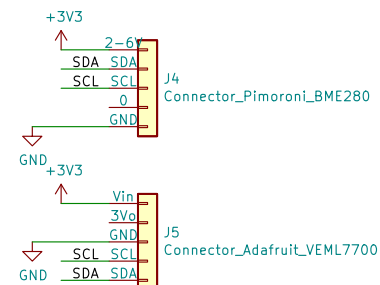 +3V3
2-6V
SDA SDA
SCL SCL
0
GND
J4
Connector_Pimoroni_BME280
GND
+3V3
Vin
3Vo
GND
SCL SCL
SDA SDA
J5
Connector_Adafruit_VEML7700
GND